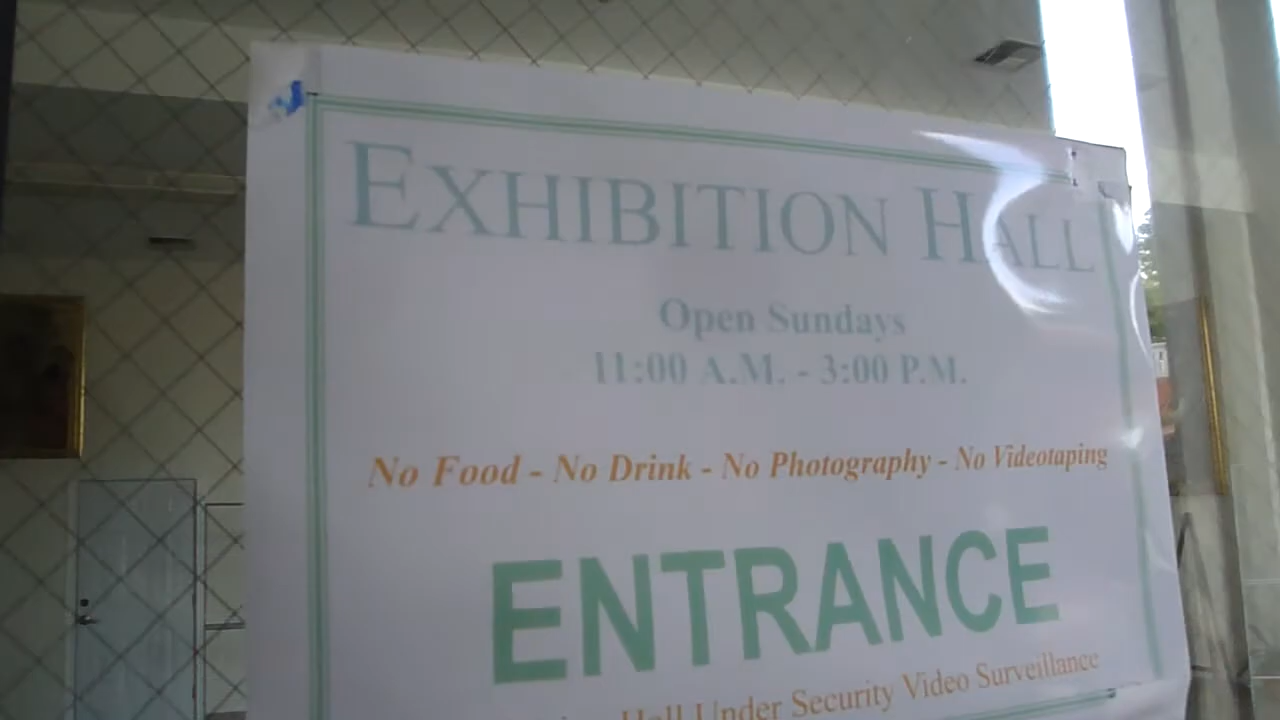 EXHIBITION HALL
Open Sundays
11:00 A.M. - 3:00 P.M.
No Food - No Drink - No Photography - No Videotaping
ENTRANCE
Hall Under Security Video Surveillance